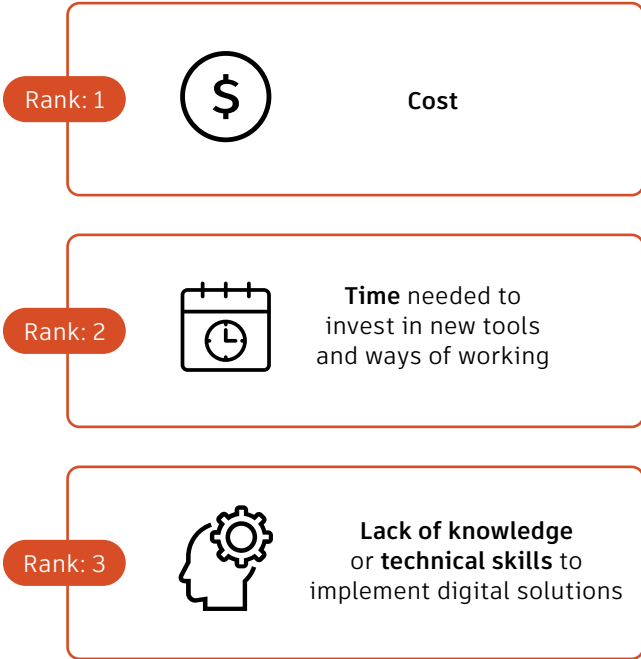 Rank: 1
$
Cost
Rank: 2
Time needed to
invest in new tools
and ways of working
Rank: 3
Lack of knowledge
or technical skills to
implement digital solutions